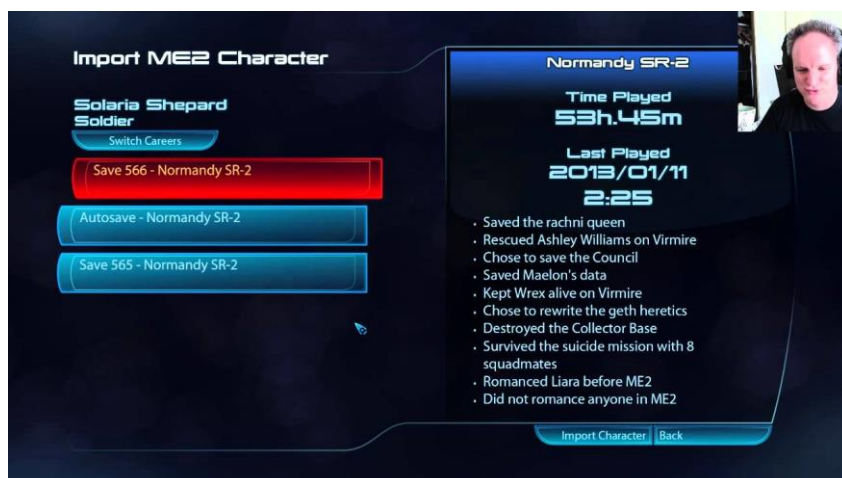 Import ME2 Character
Solaria Shepard
Soldier
Switch Careers
Save 566 - Normandy SR-2
Autosave - Normandy SR-2
Save 565 - Normandy SR-2
Normandy SR-2
Time Played
53h.45m
Last Played
2013/01/11
2:25
• Saved the rachni queen
• Rescued Ashley Williams on Virmire
• Chose to save the Council
• Saved Maelon's data
• Kept Wrex alive on Virmire
• Chose to rewrite the geth heretics
• Destroyed the Collector Base
• Survived the suicide mission with 8
squadmates
• Romanced Liara before ME2
• Did not romance anyone in ME2
Import Character Back